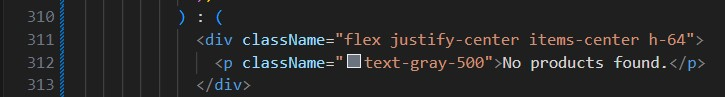 310 ) : (
311 <div className="flex justify-center items-center h-64">
312 <p className="text-gray-500">No products found.</p>
313 </div>